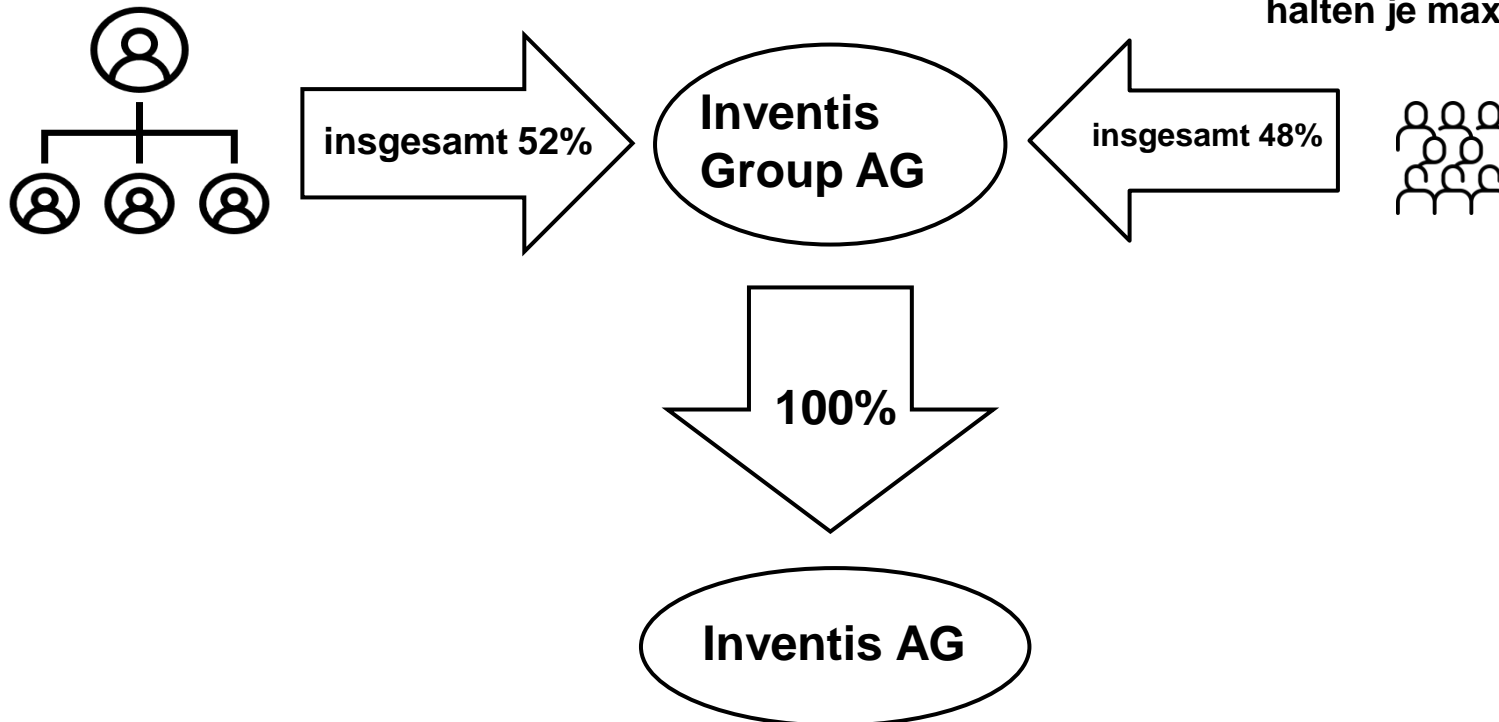 halten je max
insgesamt 52%
Inventis
Group AG
insgesamt 48%
100%
Inventis AG